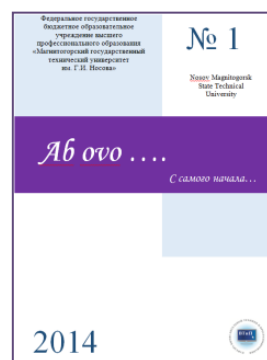 Федеральное государственное
бюджетное образовательное
учреждение высшего
профессионального образования
«Магнитогорский государственный
технический университет
им. Г.И. Носова»
№ 1
Nosov Magnitogorsk
State Technical
University
Ab ovo ….
С самого начала…
2014